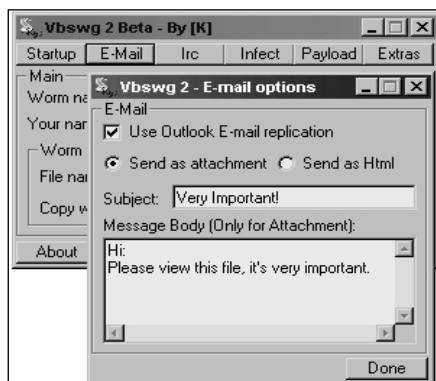 Vbswg 2 Beta - By [K]
Startup E-Mail Irc Infect Payload Extras
Main
Worm na
Your nar
Worm
File nar
Copy w
About
Vbswg 2 - E-mail options
E-Mail
Use Outlook E-mail replication
Send as attachment Send as Html
Subject: Very Important!
Message Body (Only for Attachment):
Hi:
Please view this file, it's very important.
Done